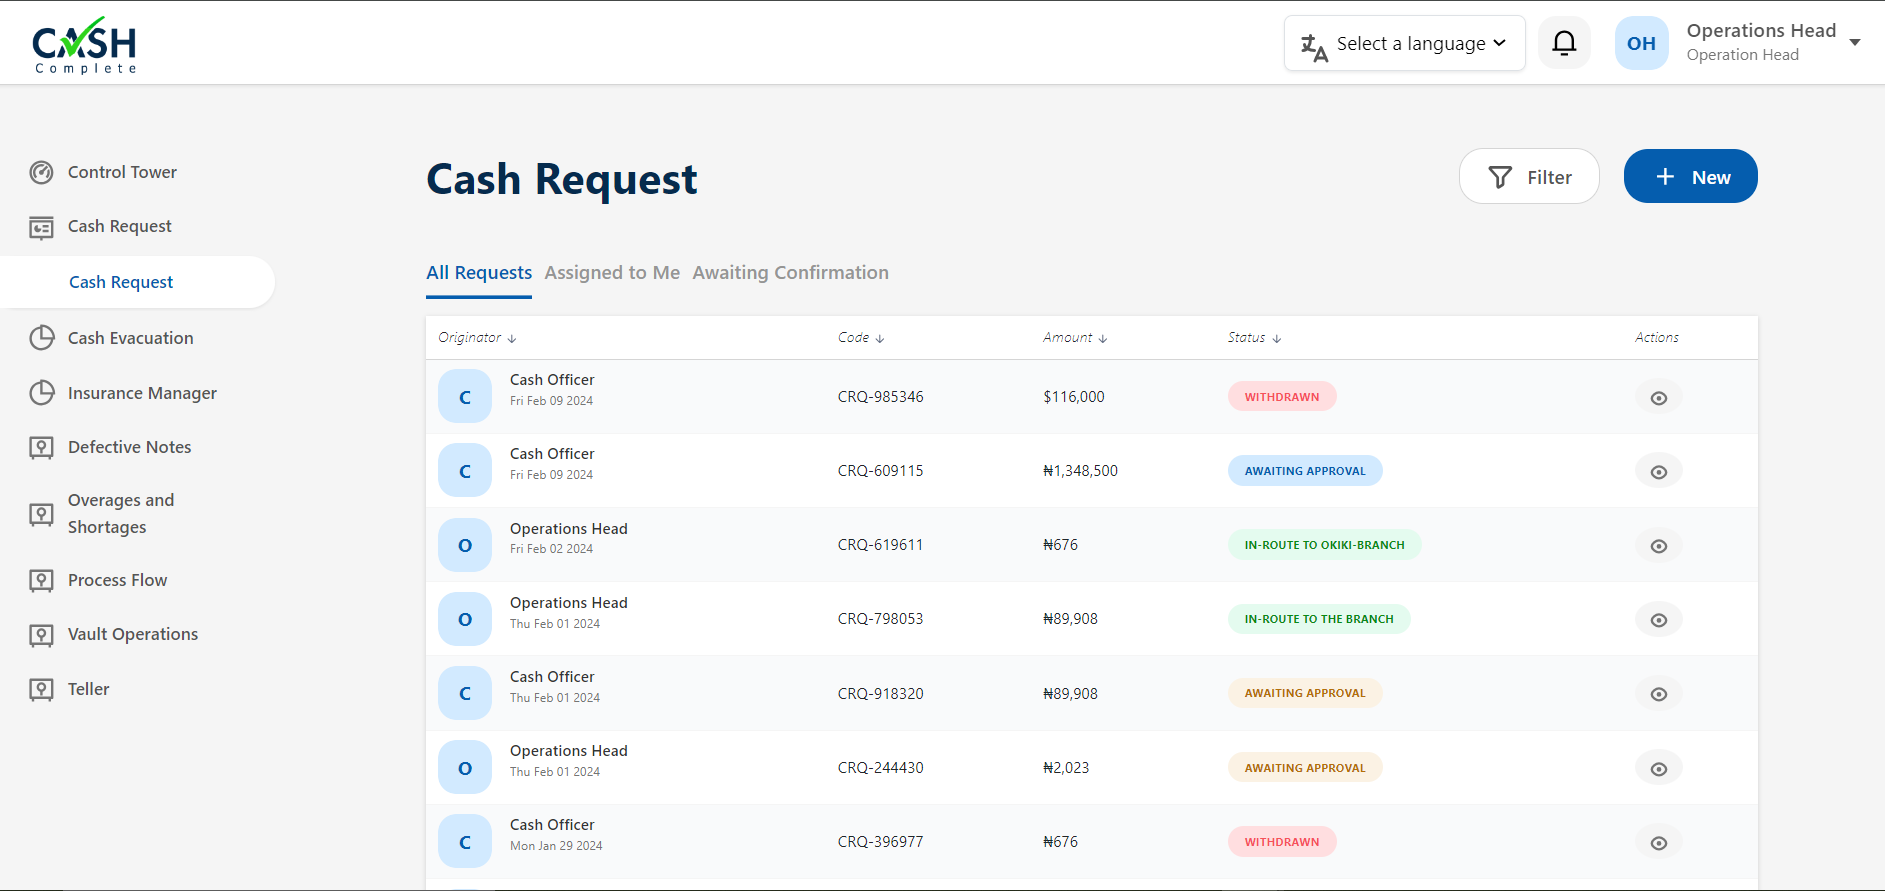 CASH
Complete
Select a language
OH
Operations Head
Operation Head
Control Tower
Cash Request
Cash Request
Cash Evacuation
Insurance Manager
Defective Notes
Overages and
Shortages
Process Flow
Vault Operations
Teller
Cash Request
Filter
+ New
All Requests Assigned to Me Awaiting Confirmation
Originator ↓ Code ↓ Amount ↓ Status ↓ Actions
C Cash Officer
Fri Feb 09 2024
CRQ-985346 $116,000 WITHDRAWN
C Cash Officer
Fri Feb 09 2024
CRQ-609115 ₦1,348,500 AWAITING APPROVAL
O Operations Head
Fri Feb 02 2024
CRQ-619611 ₦676 IN-ROUTE TO OKIKI-BRANCH
O Operations Head
Thu Feb 01 2024
CRQ-798053 ₦89,908 IN-ROUTE TO THE BRANCH
C Cash Officer
Thu Feb 01 2024
CRQ-918320 ₦89,908 AWAITING APPROVAL
O Operations Head
Thu Feb 01 2024
CRQ-244430 ₦2,023 AWAITING APPROVAL
C Cash Officer
Mon Jan 29 2024
CRQ-396977 ₦676 WITHDRAWN